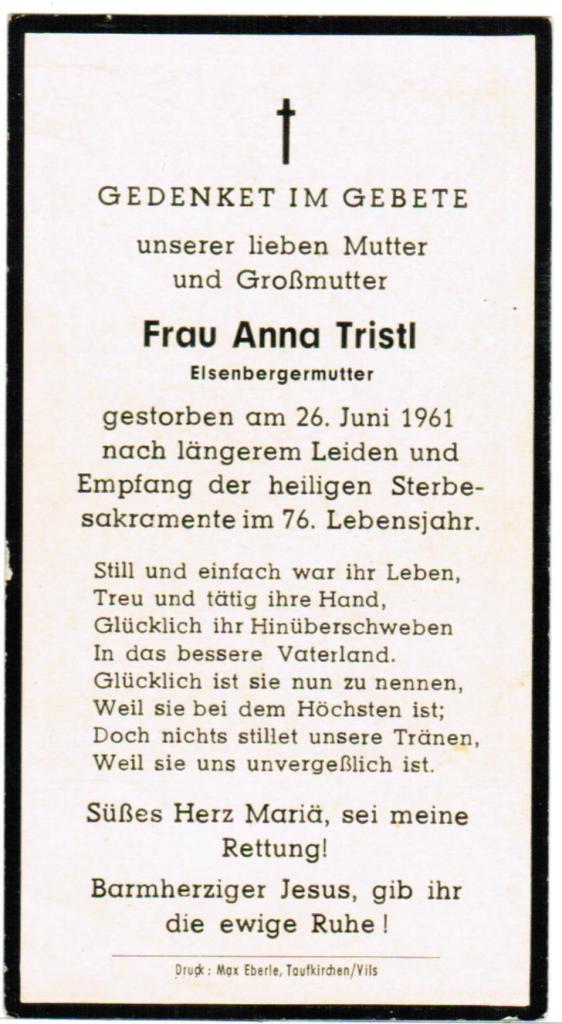 GEDENKET IM GEBETE
unserer lieben Mutter
und Großmutter
Frau Anna Tristl
Elsenbergermutter
gestorben am 26. Juni 1961
nach längerem Leiden und
Empfang der heiligen Sterbe-
sakramente im 76. Lebensjahr.
Still und einfach war ihr Leben,
Treu und tätig ihre Hand,
Glücklich ihr Hinüberschweben
In das bessere Vaterland.
Glücklich ist sie nun zu nennen,
Weil sie bei dem Höchsten ist;
Doch nichts stillet unsere Tränen,
Weil sie uns unvergeßlich ist.
Süßes Herz Mariä, sei meine
Rettung!
Barmherziger Jesus, gib ihr
die ewige Ruhe!
Druck: Max Eberle, Taufkirchen/Vils